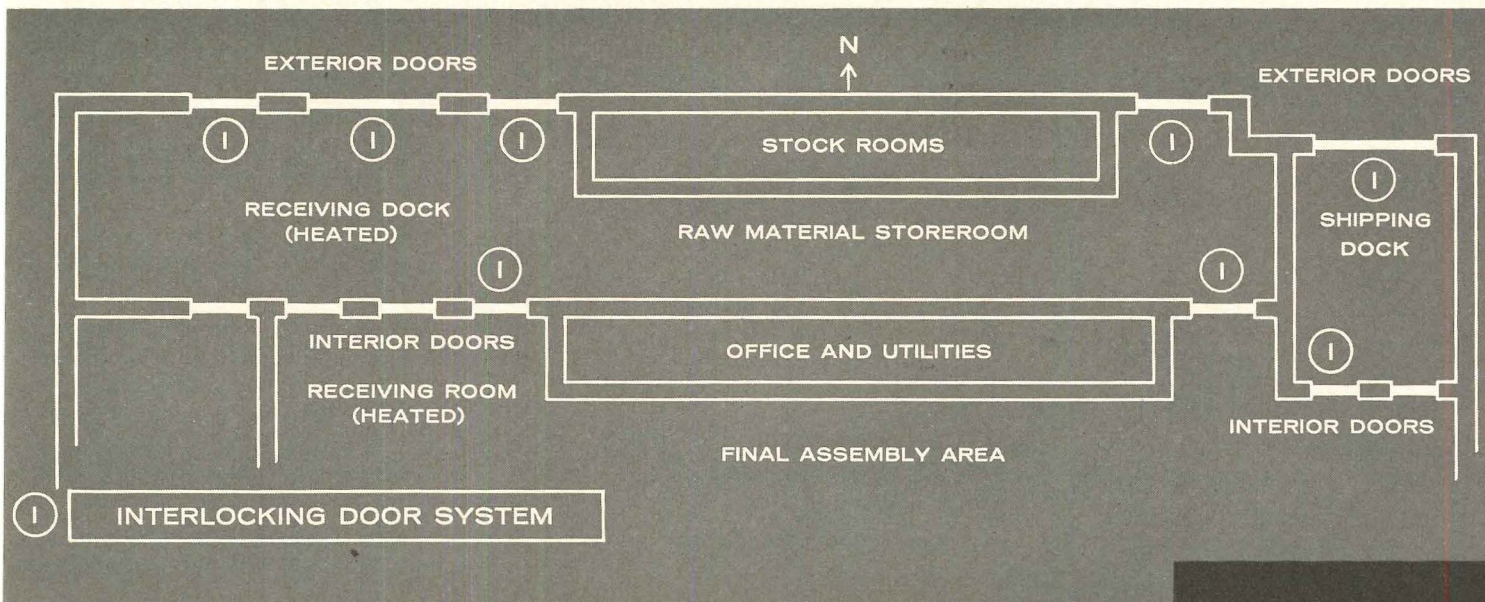 EXTERIOR DOORS
N
EXTERIOR DOORS
I
I
I
STOCK ROOMS
I
I
RECEIVING DOCK
(HEATED)
RAW MATERIAL STOREROOM
SHIPPING
DOCK
I
I
INTERIOR DOORS
OFFICE AND UTILITIES
I
RECEIVING ROOM
(HEATED)
INTERIOR DOORS
FINAL ASSEMBLY AREA
I
INTERLOCKING DOOR SYSTEM